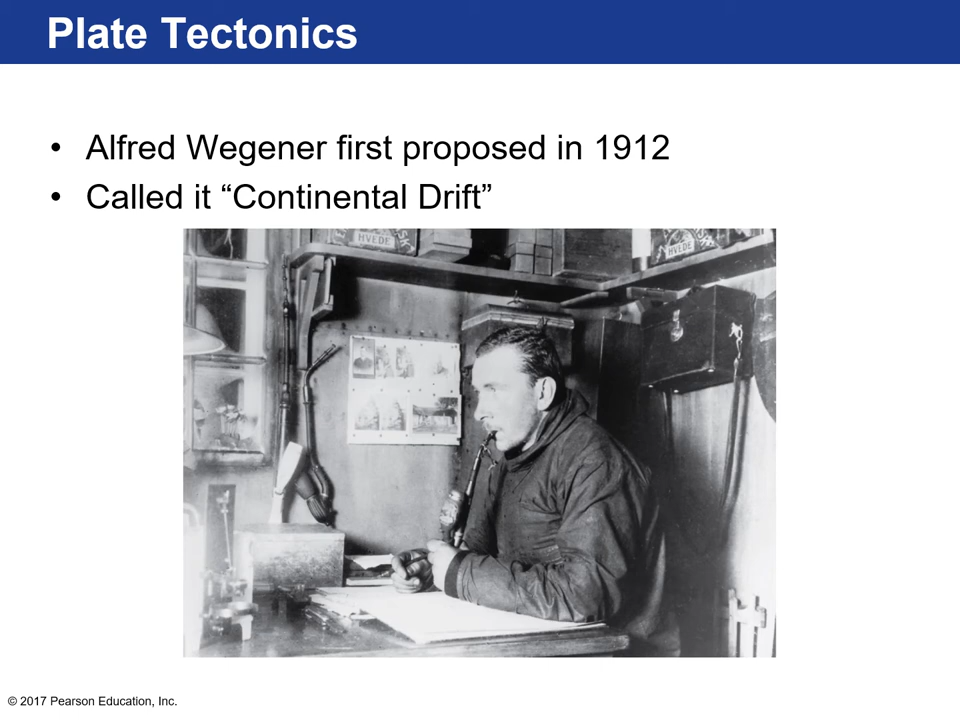 Plate Tectonics
• Alfred Wegener first proposed in 1912
• Called it “Continental Drift”
HVEDE
HVEDE
© 2017 Pearson Education, Inc.